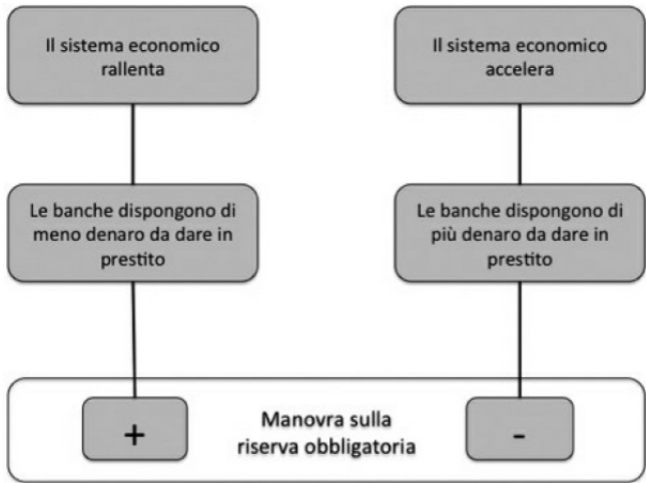 Il sistema economico
rallenta
Il sistema economico
accelera
Le banche dispongono di
meno denaro da dare in
prestito
Le banche dispongono di
più denaro da dare in
prestito
+
Manovra sulla
riserva obbligatoria
-